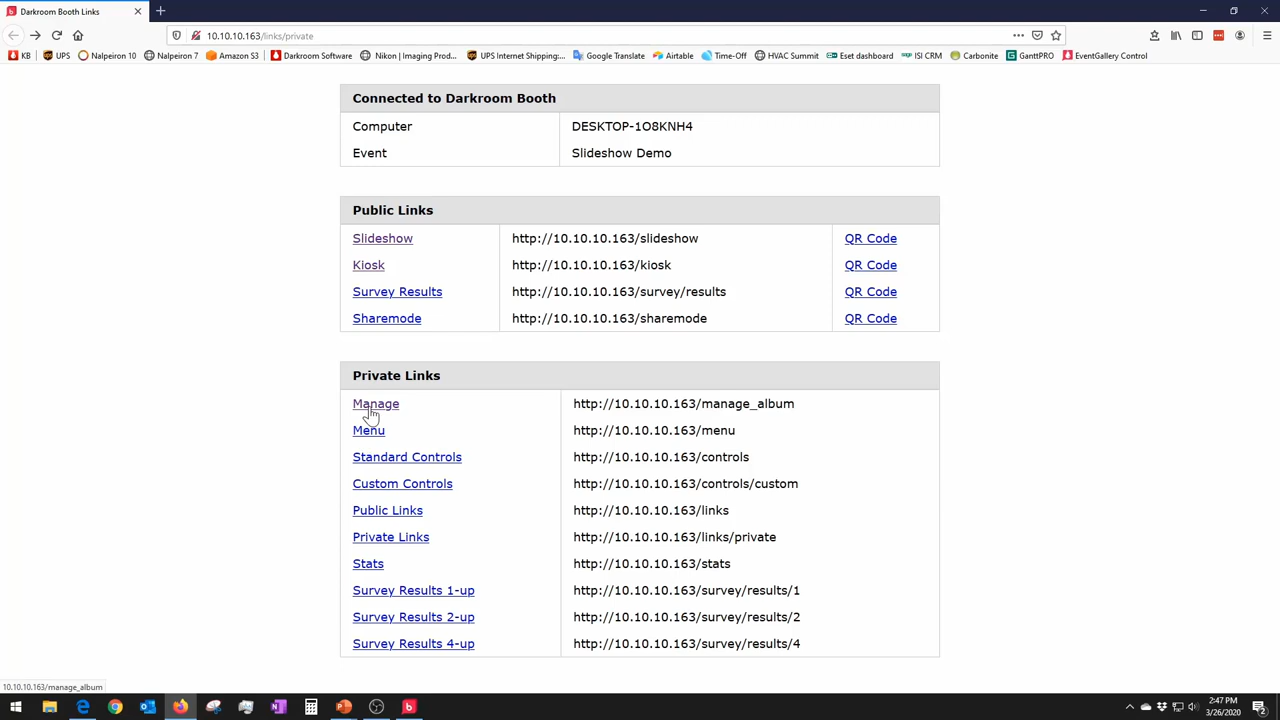 Darkroom Booth Links
10.10.10.163/links/private
KB UPS Nalpeiron 10 Nalpeiron 7 Amazon S3 Darkroom Software Nikon | Imaging Prod... UPS Internet Shipping:... Google Translate Airtable Time-Off HVAC Summit Eset dashboard ISI CRM Carbonite GanttPRO EventGallery Control
Connected to Darkroom Booth
Computer DESKTOP-1O8KNH4
Event Slideshow Demo
Public Links
Slideshow http://10.10.10.163/slideshow QR Code
Kiosk http://10.10.10.163/kiosk QR Code
Survey Results http://10.10.10.163/survey/results QR Code
Sharemode http://10.10.10.163/sharemode QR Code
Private Links
Manage http://10.10.10.163/manage_album
Menu http://10.10.10.163/menu
Standard Controls http://10.10.10.163/controls
Custom Controls http://10.10.10.163/controls/custom
Public Links http://10.10.10.163/links
Private Links http://10.10.10.163/links/private
Stats http://10.10.10.163/stats
Survey Results 1-up http://10.10.10.163/survey/results/1
Survey Results 2-up http://10.10.10.163/survey/results/2
Survey Results 4-up http://10.10.10.163/survey/results/4
10.10.10.163/manage_album
2:47 PM
3/26/2020
2